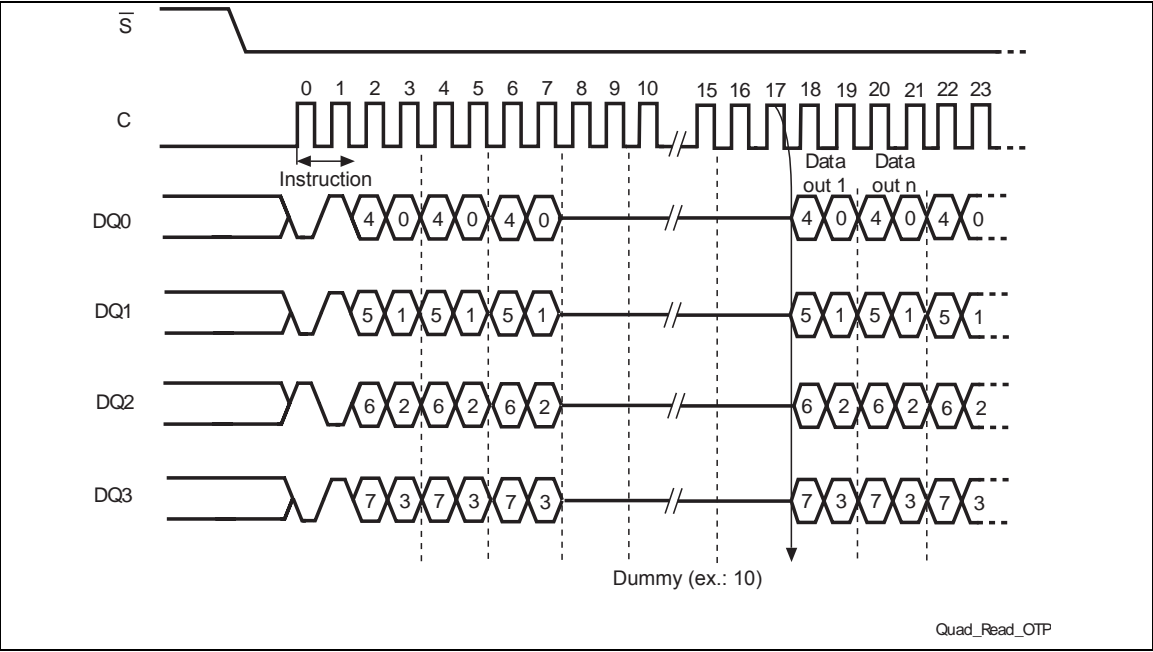 S
0 1 2 3 4 5 6 7 8 9 10 15 16 17 18 19 20 21 22 23
C
Data Data
Instruction out 1 out n
DQ0 4 0 4 0 4 0 4 0 4 0 4 0
DQ1 5 1 5 1 5 1 5 1 5 1 5 1
DQ2 6 2 6 2 6 2 6 2 6 2 6 2
DQ3 7 3 7 3 7 3 7 3 7 3 7 3
Dummy (ex.: 10)
Quad_Read_OTP